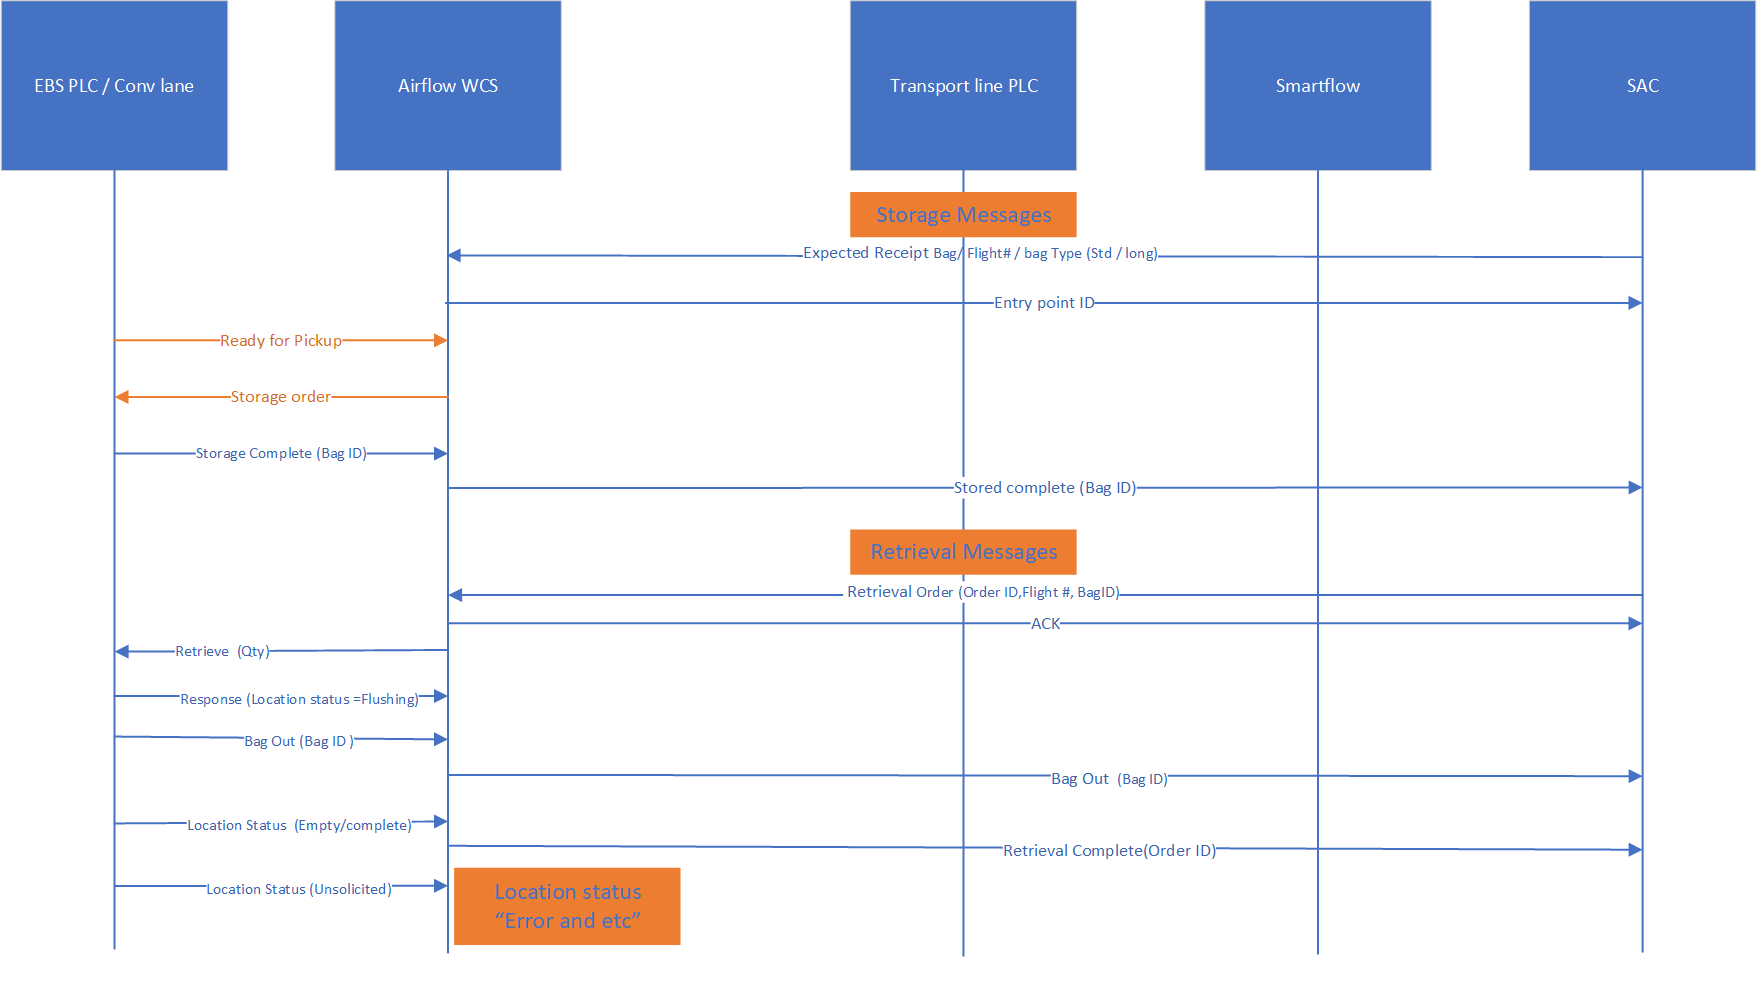 EBS PLC / Conv lane
Airflow WCS
Transport line PLC
Smartflow
SAC
Storage Messages
Expected Receipt Bag/ Flight# / bag Type (Std / long)
Entry point ID
Ready for Pickup
Storage order
Storage Complete (Bag ID)
Stored complete (Bag ID)
Retrieval Messages
Retrieval Order (Order ID,Flight #, BagID)
ACK
Retrieve  (Qty)
Response (Location status =Flushing)
Bag Out (Bag ID )
Bag Out  (Bag ID)
Location Status  (Empty/complete)
Retrieval Complete(Order ID)
Location Status (Unsolicited)
Location status
“Error and etc”